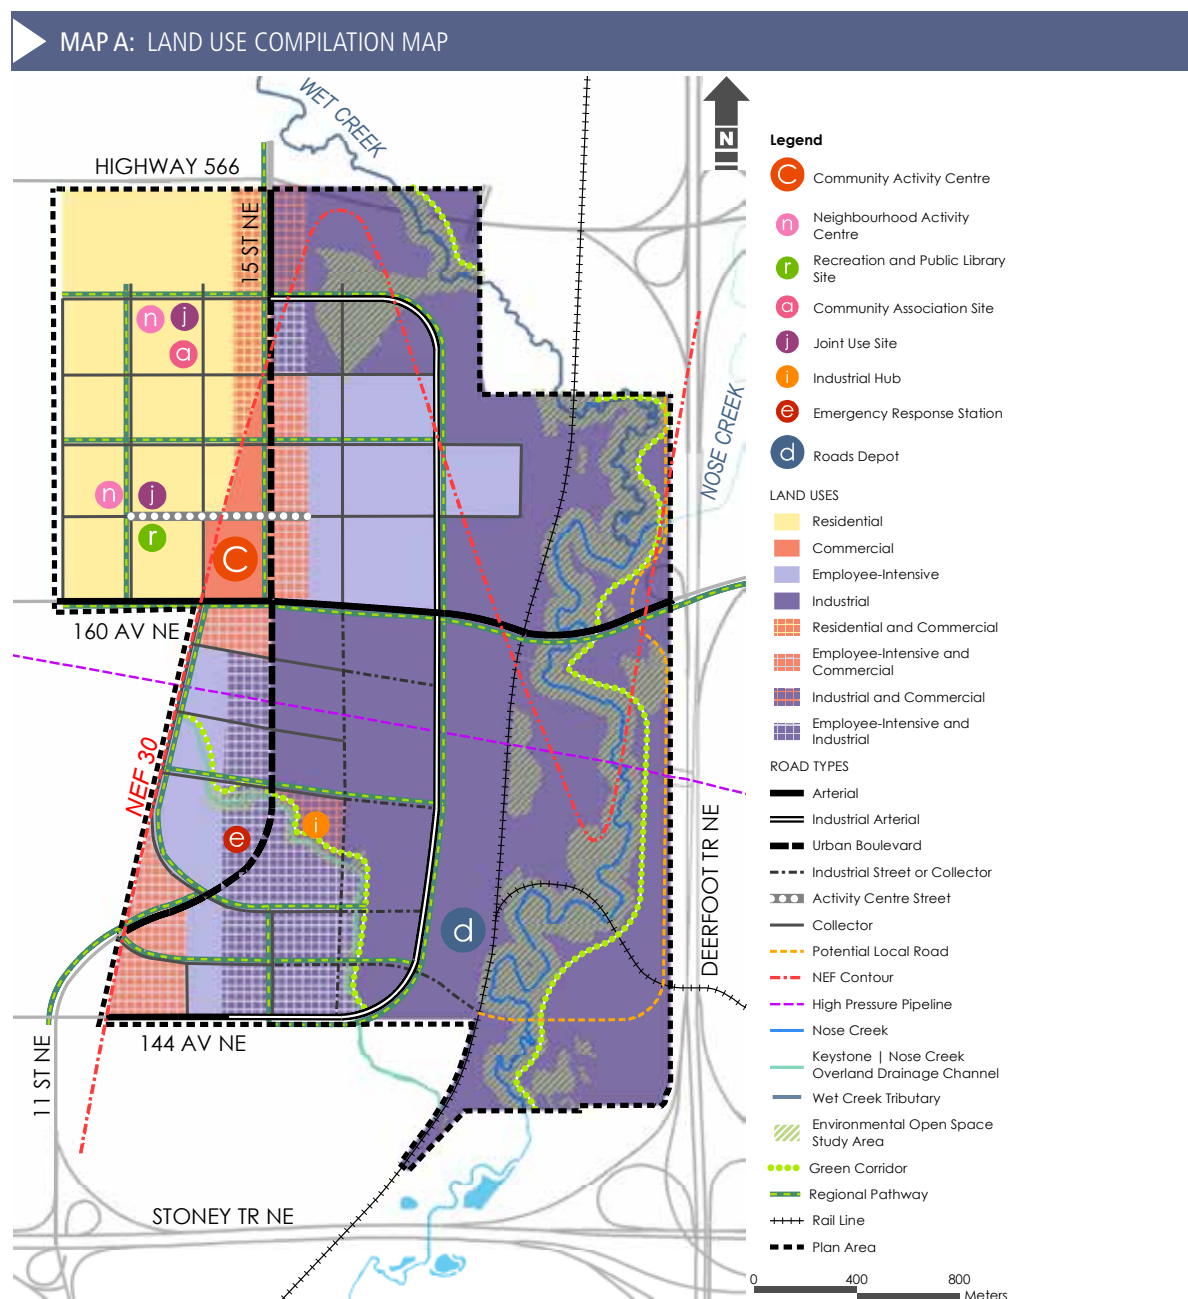 MAP A: LAND USE COMPILATION MAP
WET CREEK
HIGHWAY 566
15 ST NE
N
n
j
a
n
j
r
C
160 AV NE
NOSE CREEK
NEF 30
e
i
d
DEERFOOT TR NE
144 AV NE
11 ST NE
STONEY TR NE
Legend
C Community Activity Centre
n Neighbourhood Activity
Centre
r Recreation and Public Library
Site
a Community Association Site
j Joint Use Site
i Industrial Hub
e Emergency Response Station
d Roads Depot
LAND USES
Residential
Commercial
Employee-Intensive
Industrial
Residential and Commercial
Employee-Intensive and
Commercial
Industrial and Commercial
Employee-Intensive and
Industrial
ROAD TYPES
Arterial
Industrial Arterial
Urban Boulevard
Industrial Street or Collector
Activity Centre Street
Collector
Potential Local Road
NEF Contour
High Pressure Pipeline
Nose Creek
Keystone | Nose Creek
Overland Drainage Channel
Wet Creek Tributary
Environmental Open Space
Study Area
Green Corridor
Regional Pathway
Rail Line
Plan Area
0 400 800
Meters